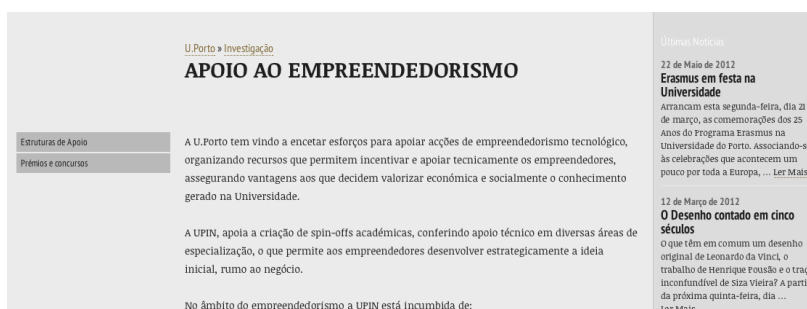 U.Porto » Investigação
APOIO AO EMPREENDEDORISMO
Estruturas de Apoio
Prémios e concursos
A U.Porto tem vindo a encetar esforços para apoiar acções de empreendedorismo tecnológico,
organizando recursos que permitem incentivar e apoiar tecnicamente os empreendedores,
assegurando vantagens aos que decidem valorizar económica e socialmente o conhecimento
gerado na Universidade.
A UPIN, apoia a criação de spin-offs académicas, conferindo apoio técnico em diversas áreas de
especialização, o que permite aos empreendedores desenvolver estrategicamente a ideia
inicial, rumo ao negócio.
No âmbito do empreendedorismo a UPIN está incumbida de:
Últimas Notícias
22 de Maio de 2012
Erasmus em festa na
Universidade
Arrancam esta segunda-feira, dia 21
de março, as comemorações dos 25
Anos do Programa Erasmus na
Universidade do Porto. Associando-s
às celebrações que acontecem um
pouco por toda a Europa, … Ler Mais
12 de Março de 2012
O Desenho contado em cinco
séculos
O que têm em comum um desenho
original de Leonardo da Vinci, o
trabalho de Henrique Pousão e o traç
inconfundível de Siza Vieira? A parti
da próxima quinta-feira, dia …
Ler Mais